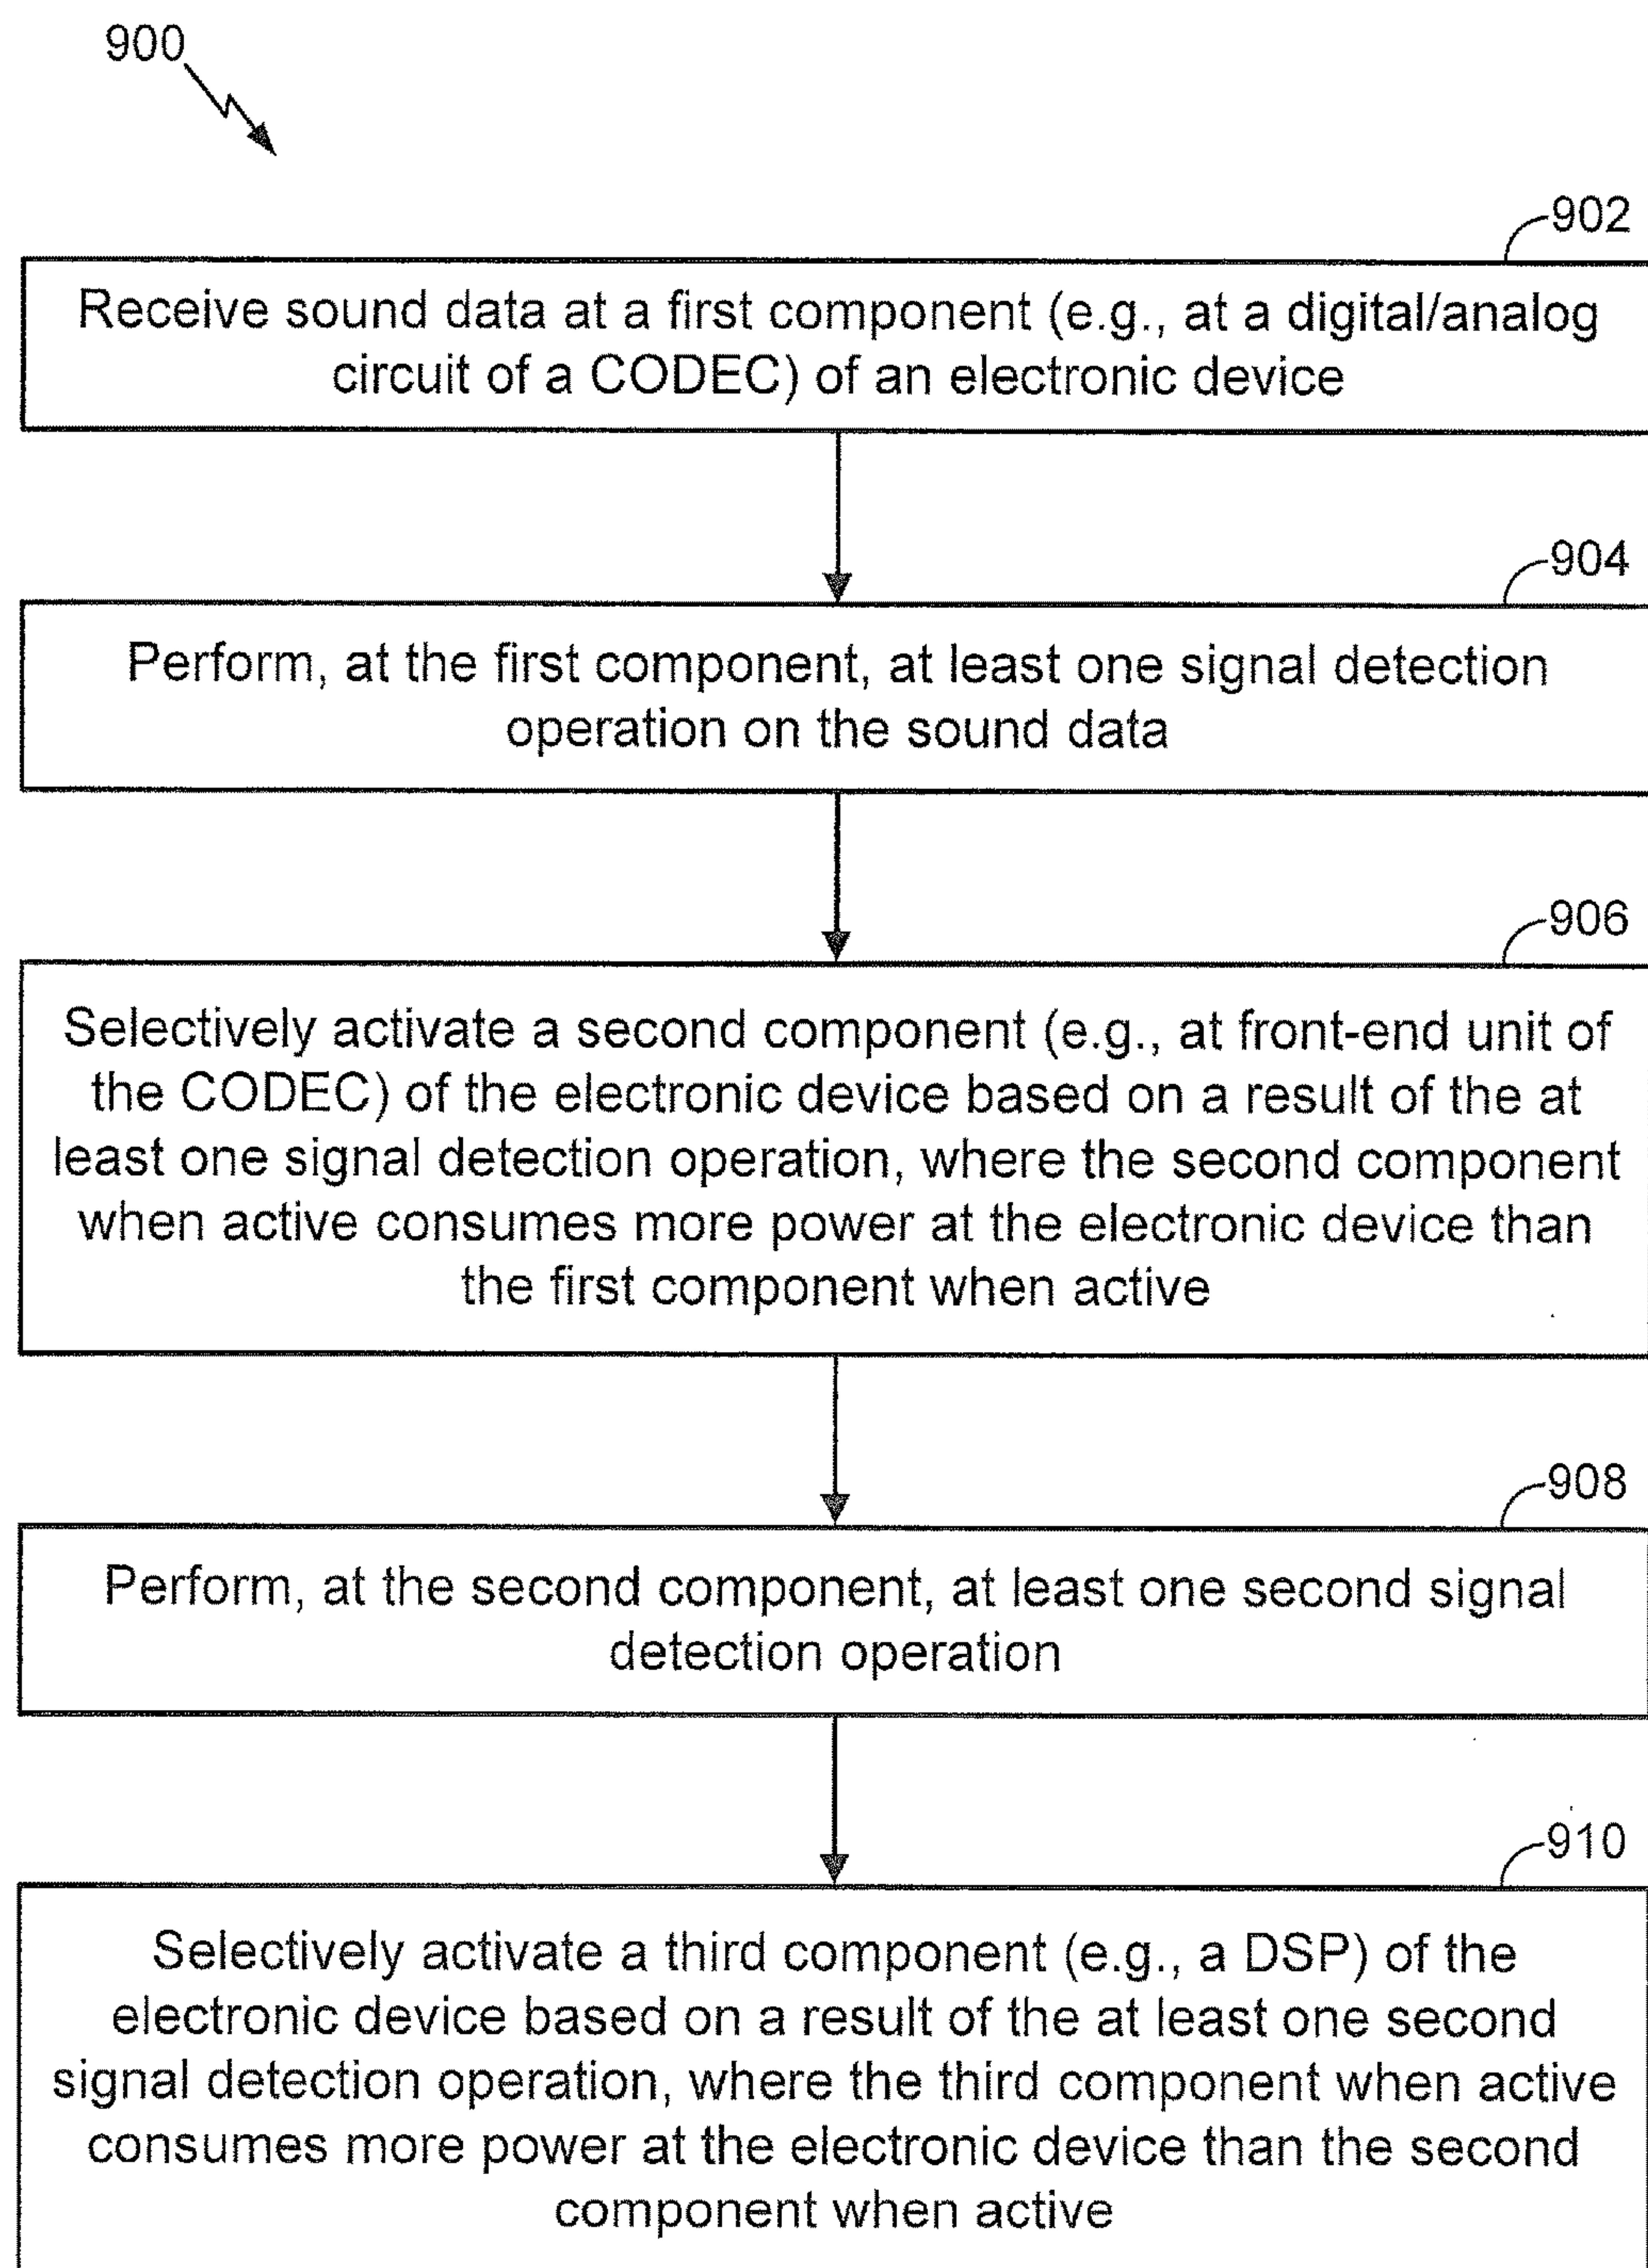 900
902
Receive sound data at a first component (e.g., at a digital/analog
circuit of a CODEC) of an electronic device
904
Perform, at the first component, at least one signal detection
operation on the sound data
906
Selectively activate a second component (e.g., at front-end unit of
the CODEC) of the electronic device based on a result of the at
least one signal detection operation, where the second component
when active consumes more power at the electronic device than
the first component when active
908
Perform, at the second component, at least one second signal
detection operation
910
Selectively activate a third component (e.g., a DSP) of the
electronic device based on a result of the at least one second
signal detection operation, where the third component when active
consumes more power at the electronic device than the second
component when active